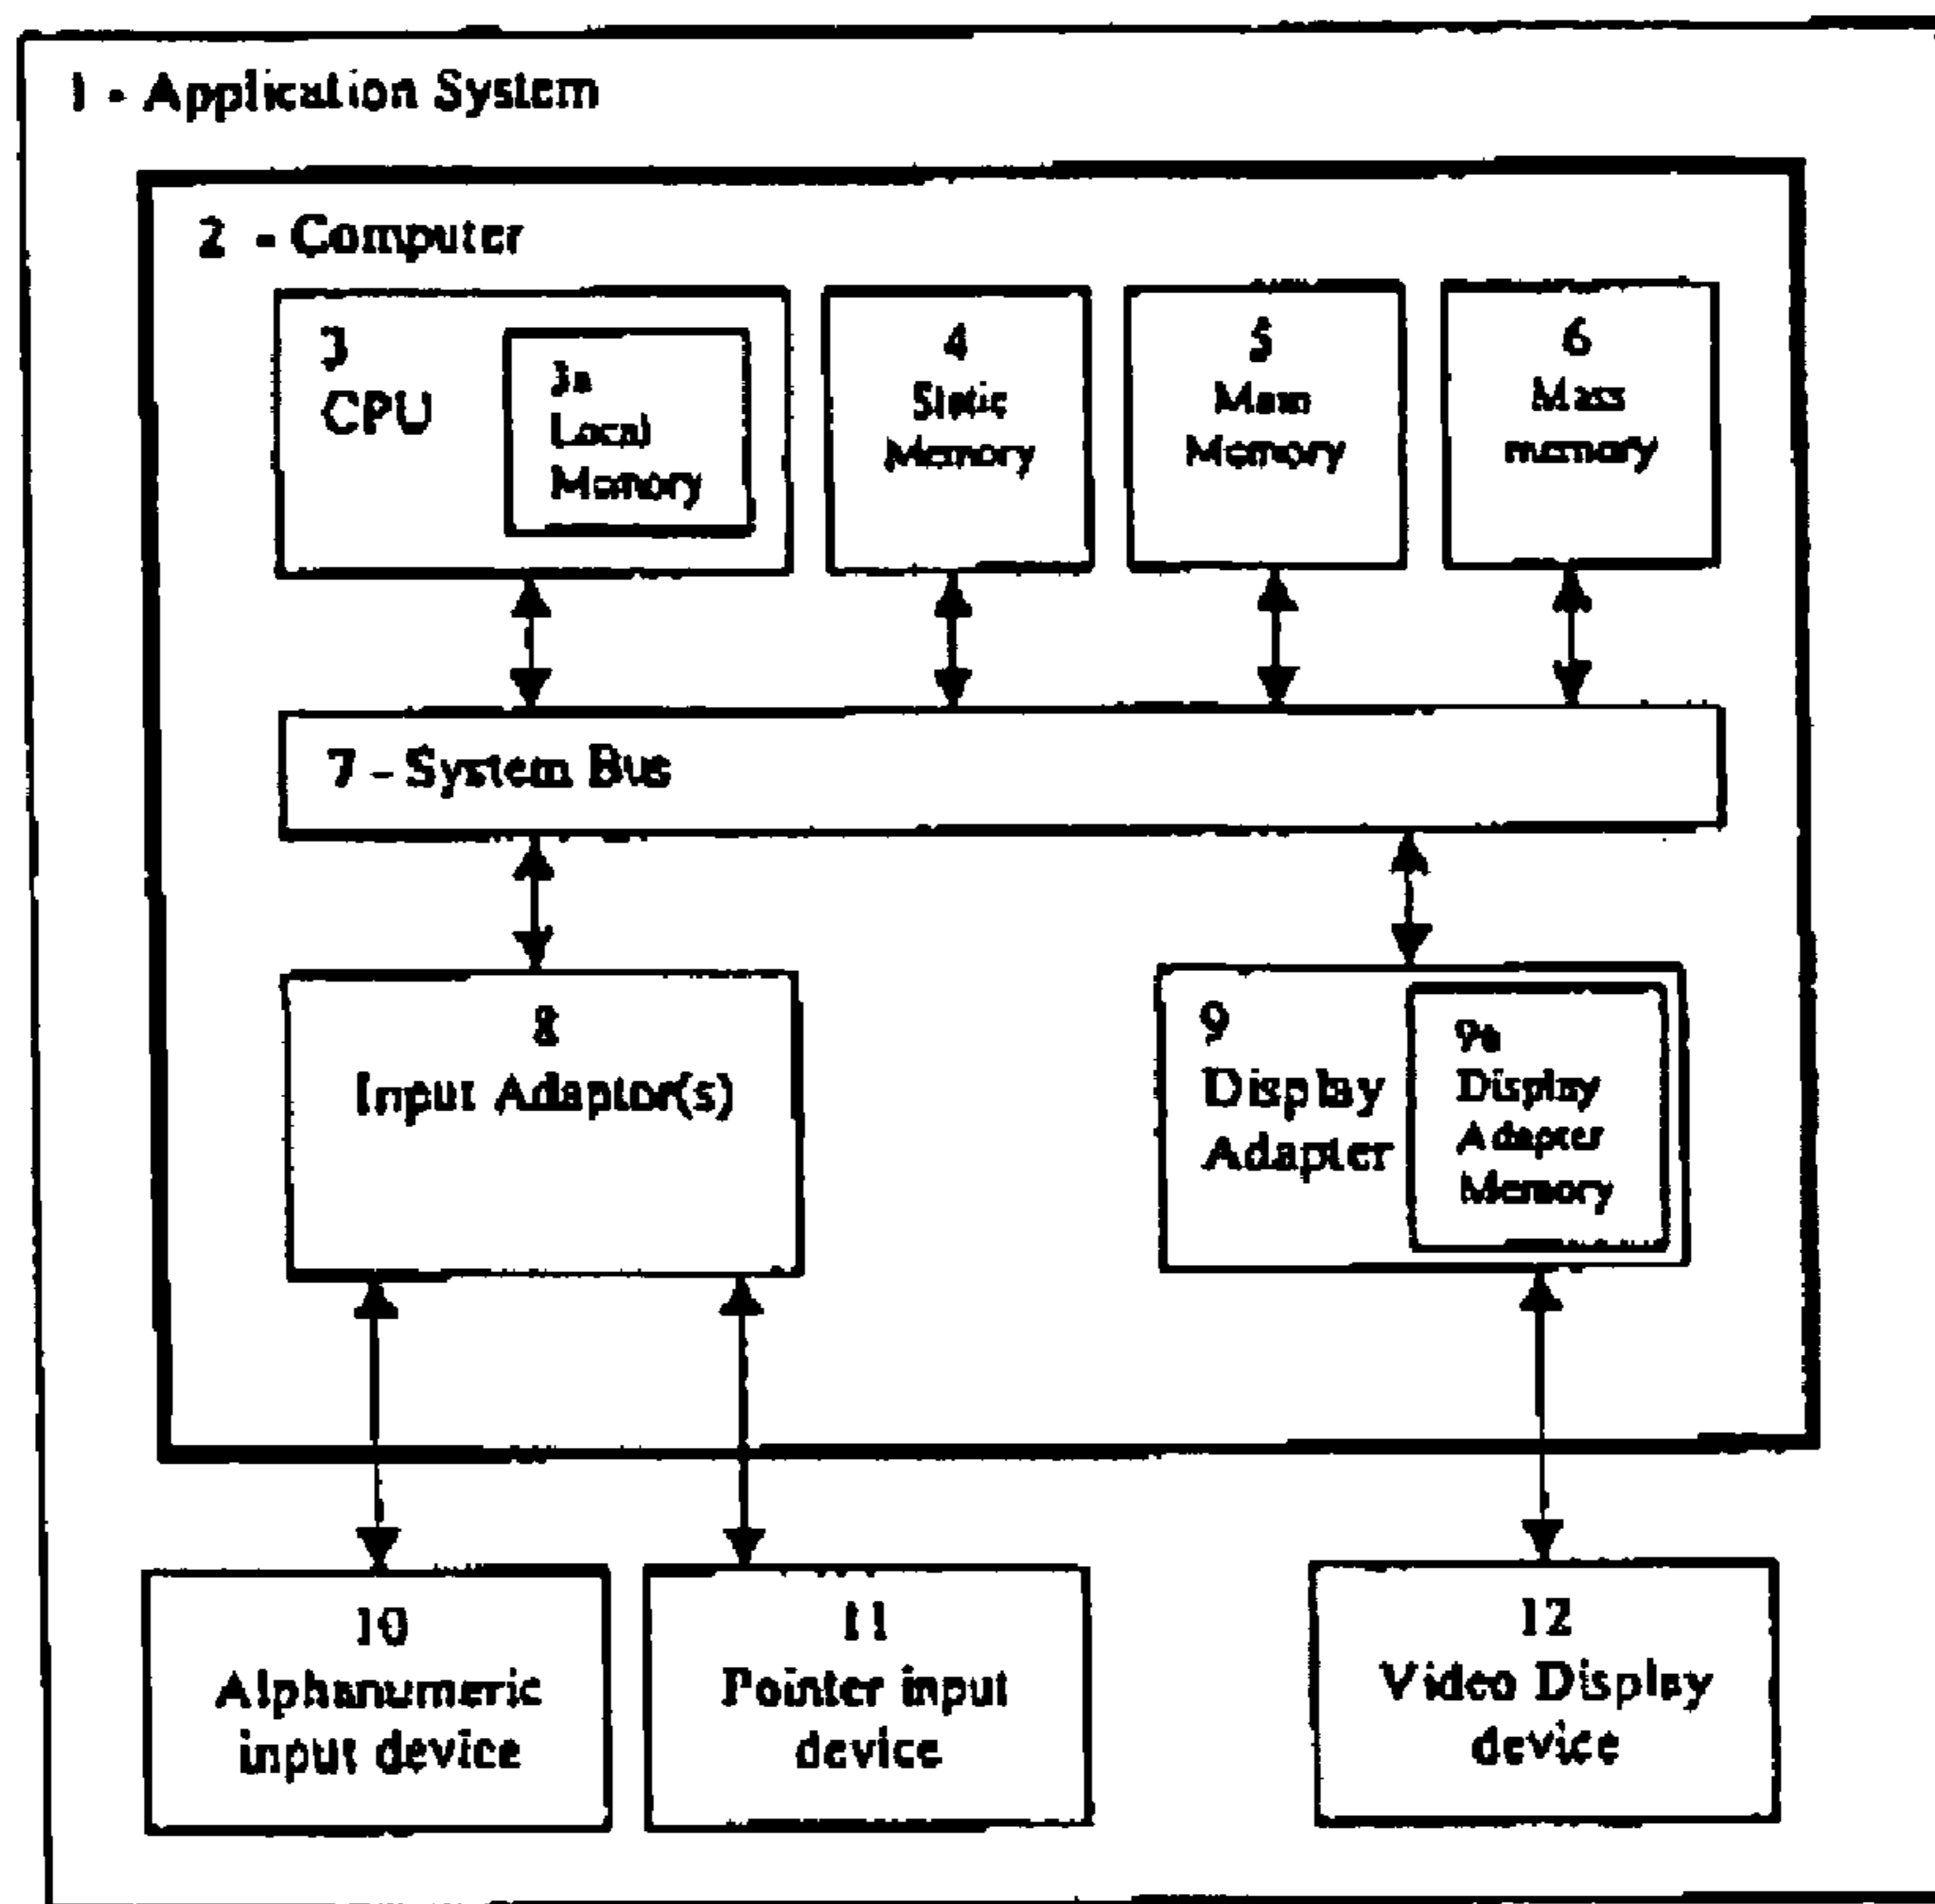 1 - Application System
2 - Computer
3
CPU
3a
Local
Memory
4
Static
Memory
5
Main
Memory
6
Mass
memory
7 - System Bus
8
Input Adaptor(s)
9
Display
Adapter
9a
Display
Adapter
Memory
10
Alphanumeric
input device
11
Pointer input
device
12
Video Display
device